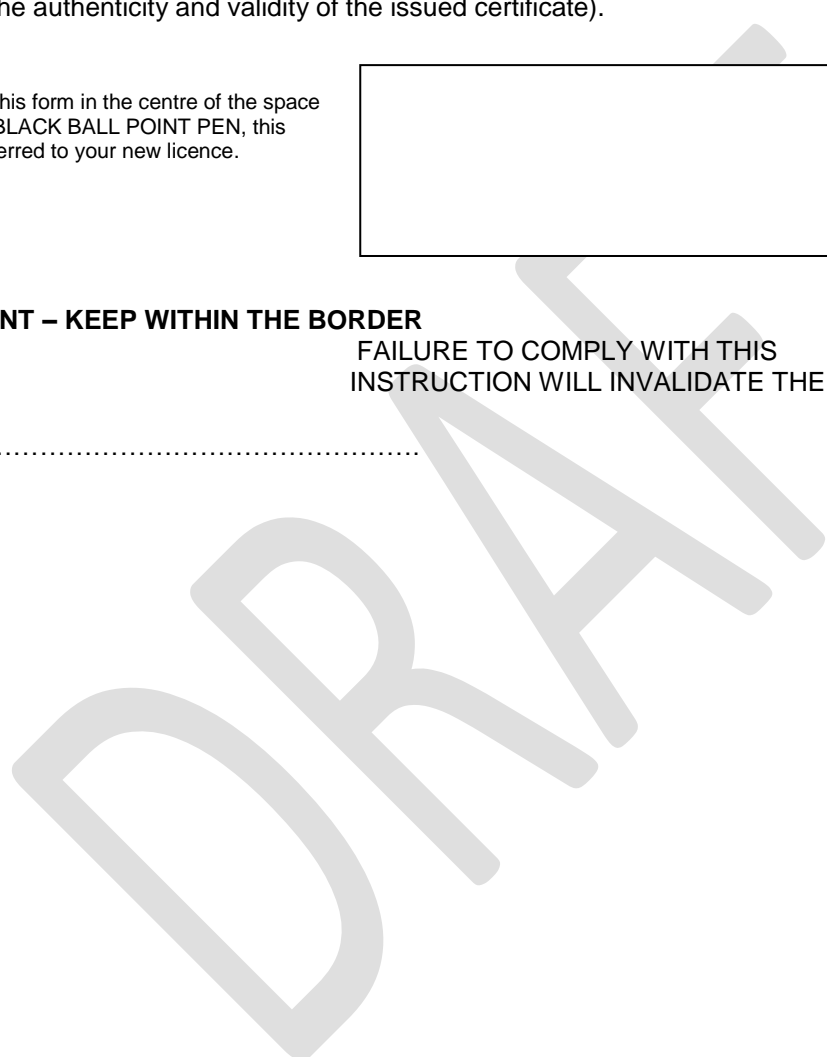 he authenticity and validity of the issued certificate).
his form in the centre of the space
BLACK BALL POINT PEN, this
erred to your new licence.
NT – KEEP WITHIN THE BORDER
FAILURE TO COMPLY WITH THIS
INSTRUCTION WILL INVALIDATE THE
……………………………………………….
DRAF